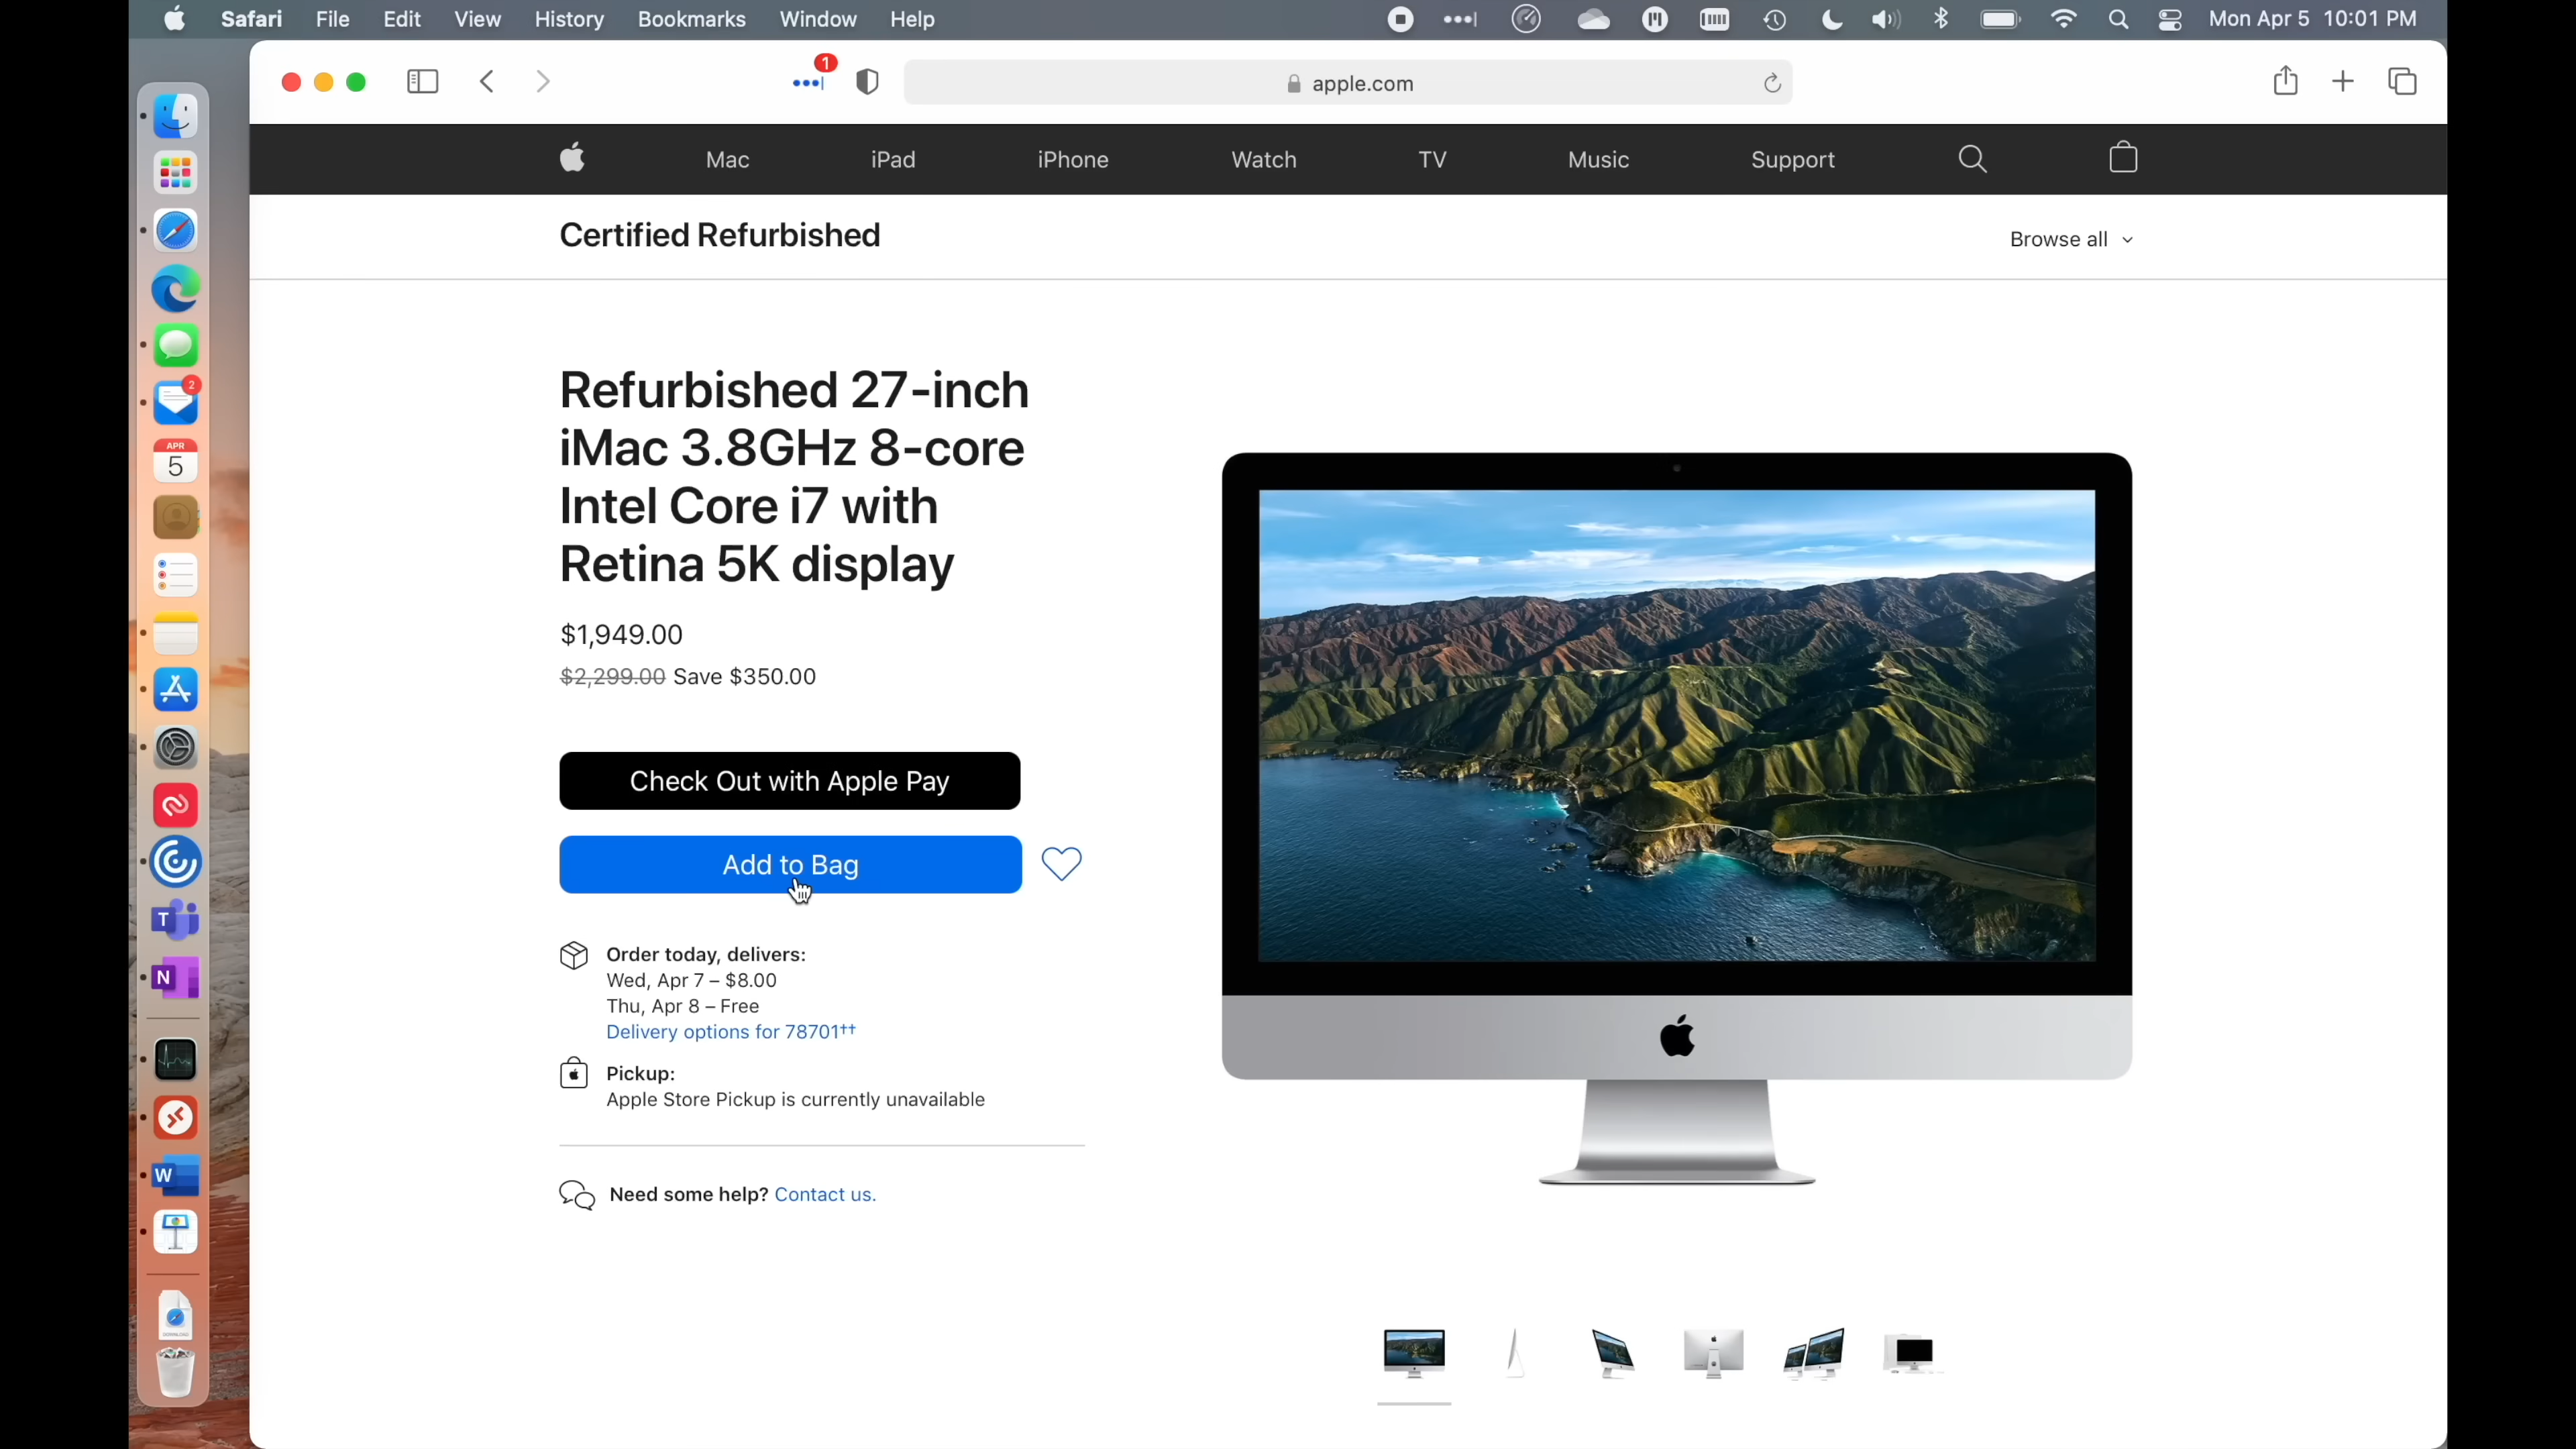 Safari File Edit View History Bookmarks Window Help Mon Apr 5 10:01 PM
1
apple.com
Mac iPad iPhone Watch TV Music Support
Certified Refurbished
Browse all
Refurbished 27-inch
iMac 3.8GHz 8-core
Intel Core i7 with
Retina 5K display
$1,949.00
$2,299.00 Save $350.00
Check Out with Apple Pay
Add to Bag
Order today, delivers:
Wed, Apr 7 – $8.00
Thu, Apr 8 – Free
Delivery options for 78701††
Pickup:
Apple Store Pickup is currently unavailable
Need some help? Contact us.
2
APR
5
T
N
W